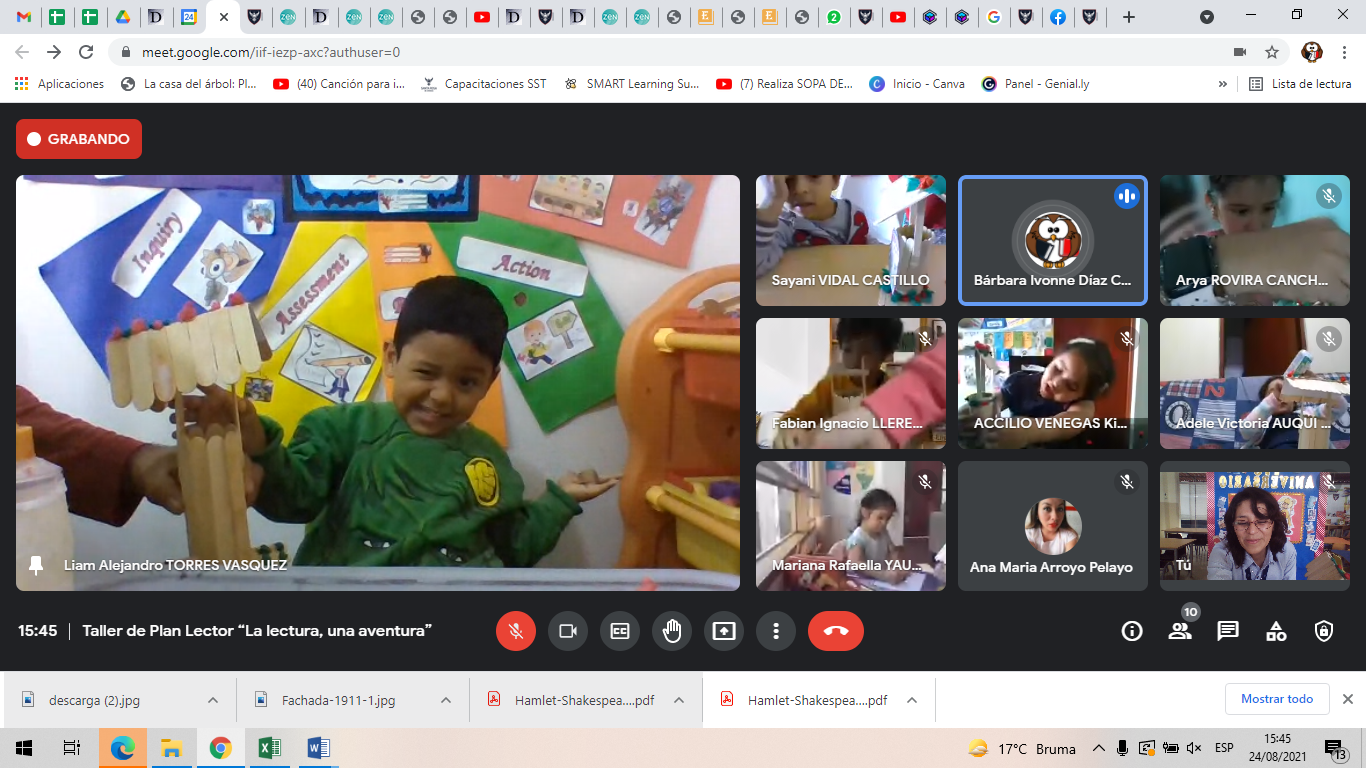 2
meet.google.com/iif-iezp-axc?authuser=0
Aplicaciones
La casa del árbol: Pl...
(40) Canción para i...
Capacitaciones SST
SMART Learning Su...
(7) Realiza SOPA DE...
Inicio - Canva
Panel - Genial.ly
»
Lista de lectura
GRABANDO
Inquiry
Assessment
Action
Liam Alejandro TORRES VASQUEZ
Sayani VIDAL CASTILLO
Bárbara Ivonne Díaz C...
Arya ROVIRA CANCH...
Fabian Ignacio LLERE...
ACCILIO VENEGAS Ki...
Adele Victoria AUQUI ...
Mariana Rafaella YAU...
Ana Maria Arroyo Pelayo
Tú
15:45 | Taller de Plan Lector “La lectura, una aventura”
10
descarga (2).jpg
Fachada-1911-1.jpg
Hamlet-Shakespea....pdf
Hamlet-Shakespea....pdf
Mostrar todo
17°C Bruma
ESP
15:45
24/08/2021
13